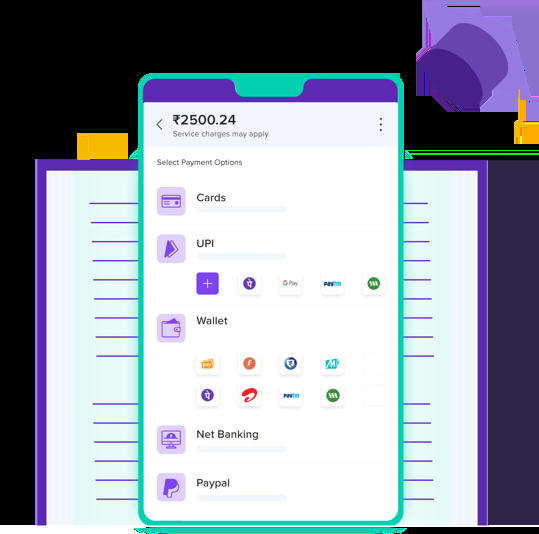 ₹2500.24
Service charges may apply
Select Payment Options
Cards
UPI
G Pay
paytm
Wallet
pay
paytm
Net Banking
Paypal